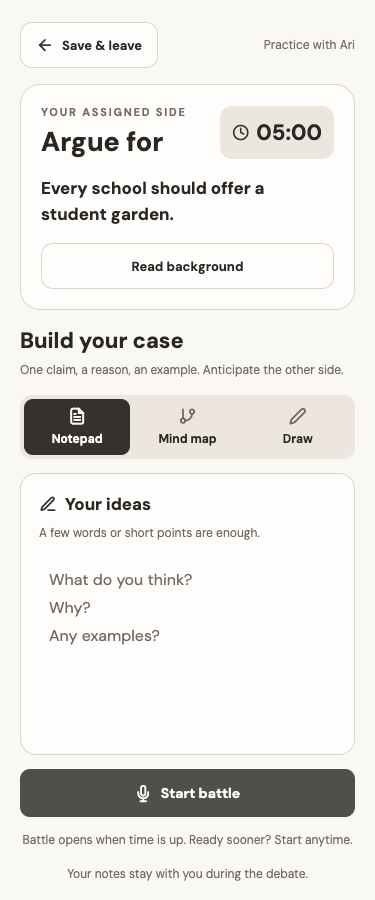 Save & leave
Practice with Ari
YOUR ASSIGNED SIDE
Argue for
05:00
Every school should offer a
student garden.
Read background
Build your case
One claim, a reason, an example. Anticipate the other side.
Notepad
Mind map
Draw
Your ideas
A few words or short points are enough.
What do you think?
Why?
Any examples?
Start battle
Battle opens when time is up. Ready sooner? Start anytime.
Your notes stay with you during the debate.